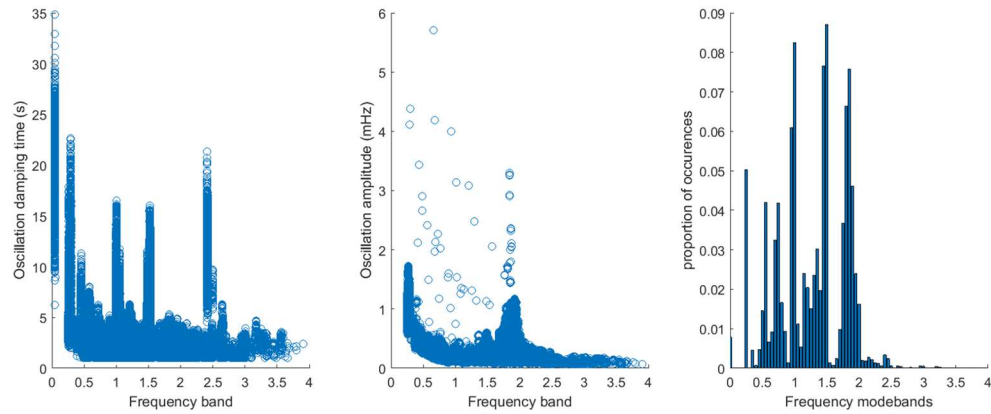 35
30
25
20
15
10
5
0
Oscillation damping time (s)
0 0.5 1 1.5 2 2.5 3 3.5 4
Frequency band
6
5
4
3
2
1
0
Oscillation amplitude (mHz)
0 0.5 1 1.5 2 2.5 3 3.5 4
Frequency band
0.09
0.08
0.07
0.06
0.05
0.04
0.03
0.02
0.01
0
proportion of occurences
0 0.5 1 1.5 2 2.5 3 3.5 4
Frequency modebands